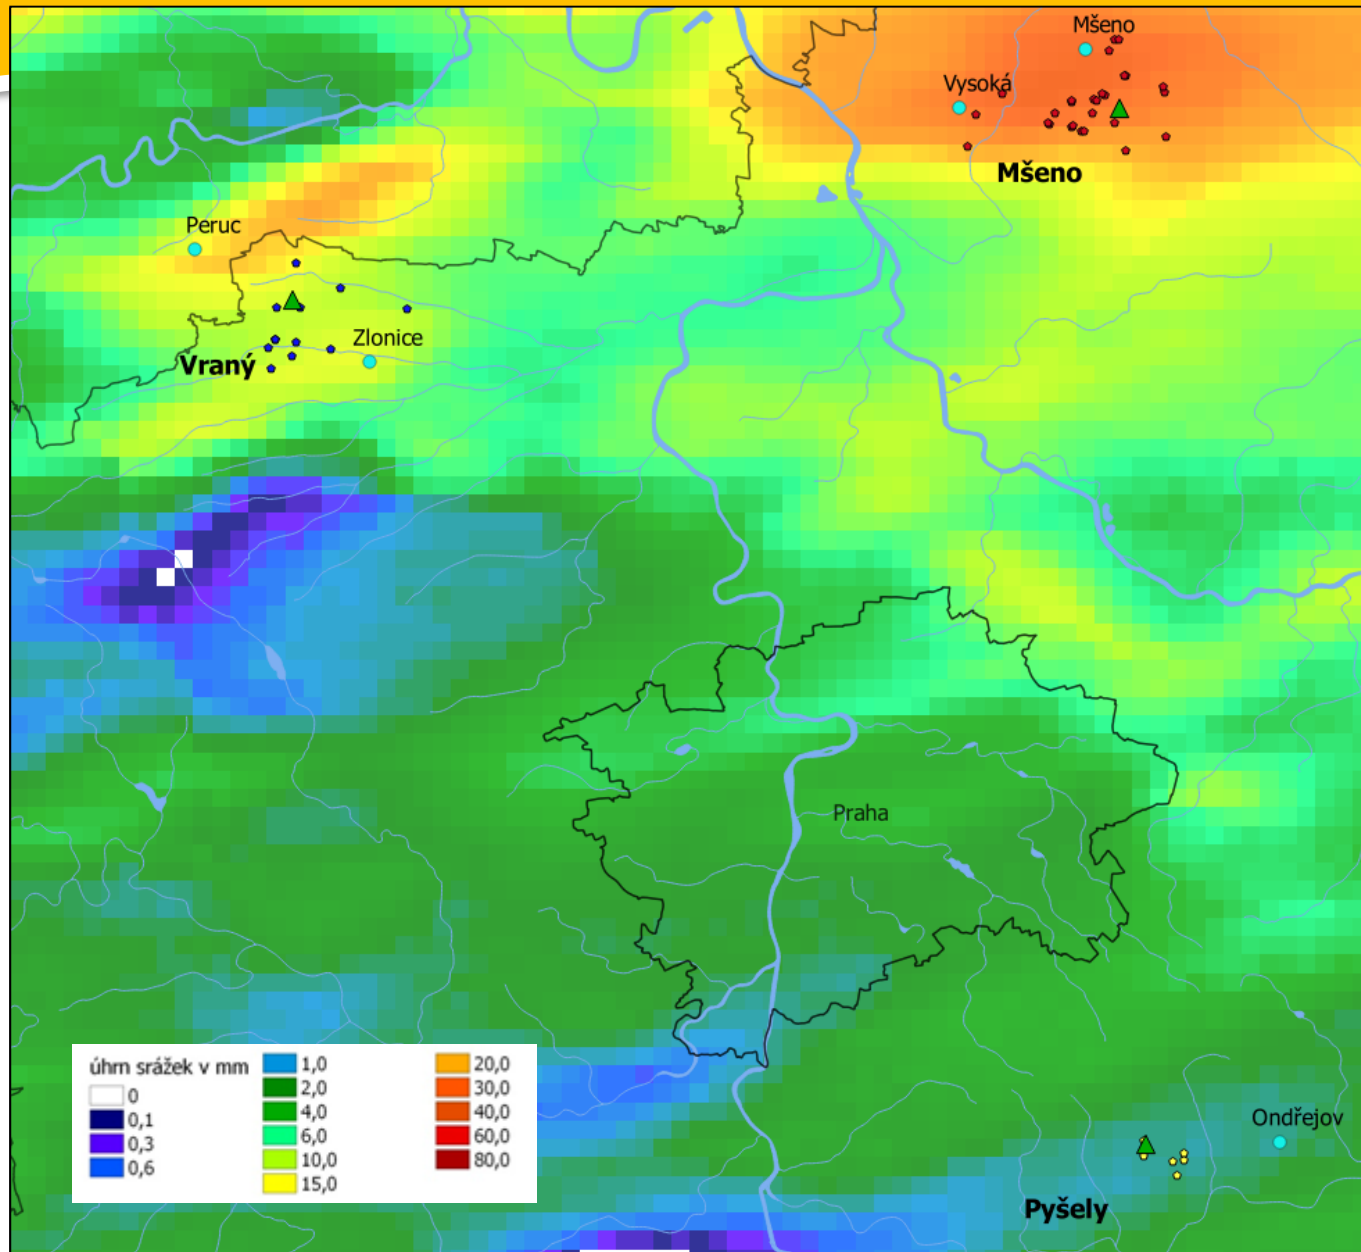 Mšeno
Vysoká
Mšeno
Peruc
Zlonice
Vraný
Praha
úhrn srážek v mm
0
0,1
0,3
0,6
1,0
2,0
4,0
6,0
10,0
15,0
20,0
30,0
40,0
60,0
80,0
Ondřejov
Pyšely